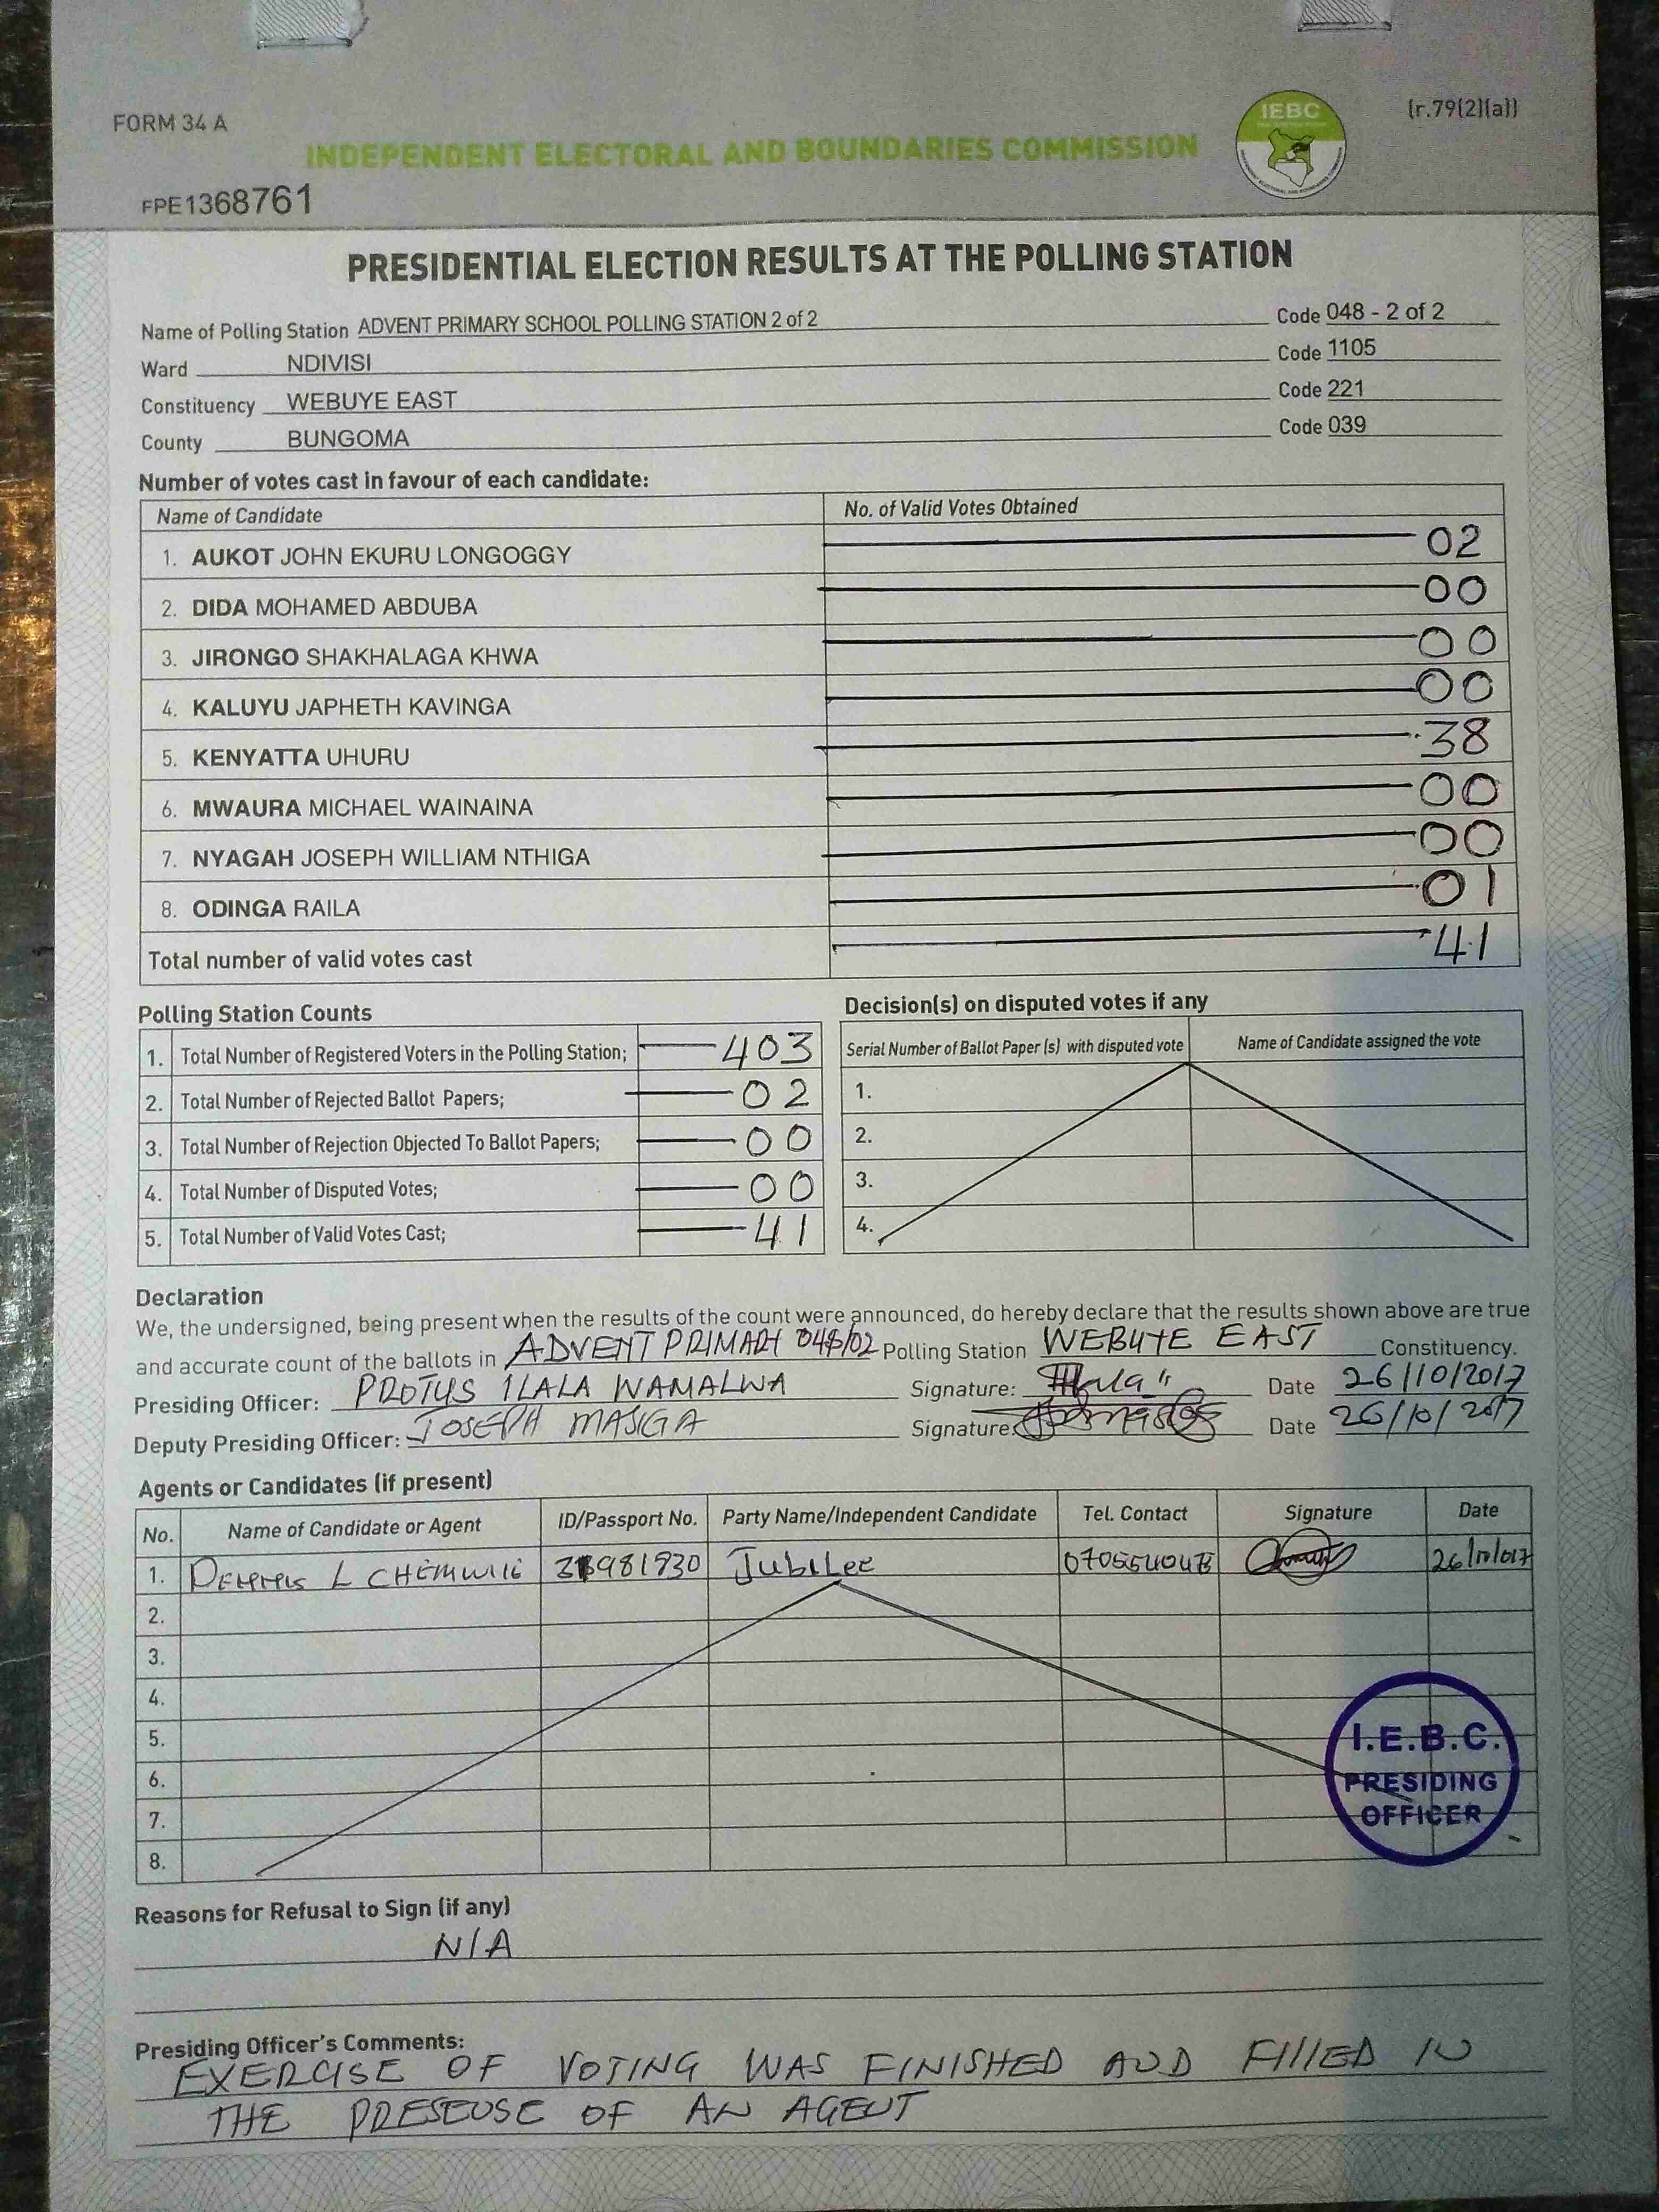 FORM 34 A
(r.79(2)(a))
INDEPENDENT ELECTORAL AND BOUNDARIES COMMISSION
IEBC
FPE1368761
PRESIDENTIAL ELECTION RESULTS AT THE POLLING STATION
Name of Polling Station ADVENT PRIMARY SCHOOL POLLING STATION 2 of 2 Code 048 - 2 of 2
Ward NDIVISI Code 1105
Constituency WEBUYE EAST Code 221
County BUNGOMA Code 039
Number of votes cast in favour of each candidate:
Name of Candidate No. of Valid Votes Obtained
1. AUKOT JOHN EKURU LONGOGGY 02
2. DIDA MOHAMED ABDUBA 00
3. JIRONGO SHAKHALAGA KHWA 00
4. KALUYU JAPHETH KAVINGA 00
5. KENYATTA UHURU 38
6. MWAURA MICHAEL WAINAINA 00
7. NYAGAH JOSEPH WILLIAM NTHIGA 00
8. ODINGA RAILA 01
Total number of valid votes cast 41
Polling Station Counts
1. Total Number of Registered Voters in the Polling Station; 403
2. Total Number of Rejected Ballot Papers; 02
3. Total Number of Rejection Objected To Ballot Papers; 00
4. Total Number of Disputed Votes; 00
5. Total Number of Valid Votes Cast; 41
Decision(s) on disputed votes if any
Serial Number of Ballot Paper (s) with disputed vote Name of Candidate assigned the vote
1.
2.
3.
4.
Declaration
We, the undersigned, being present when the results of the count were announced, do hereby declare that the results shown above are true
and accurate count of the ballots in ADVENT PRIMARY 048/02 Polling Station WEBUYE EAST Constituency.
Presiding Officer: PROTUS ILALA WAMALWA Signature: Date 26/10/2017
Deputy Presiding Officer: JOSEPH MASIGA Signature: Date 26/10/2017
Agents or Candidates (if present)
No. Name of Candidate or Agent ID/Passport No. Party Name/Independent Candidate Tel. Contact Signature Date
1. L Jubilee 26/10/017
2.
3.
4.
5.
6.
7.
8.
I.E.B.C.
PRESIDING
OFFICER
Reasons for Refusal to Sign (if any)
N/A
Presiding Officer's Comments:
EXERCISE OF VOTING WAS FINISHED AND FIllED IN
THE PRESENSE OF AN AGENT